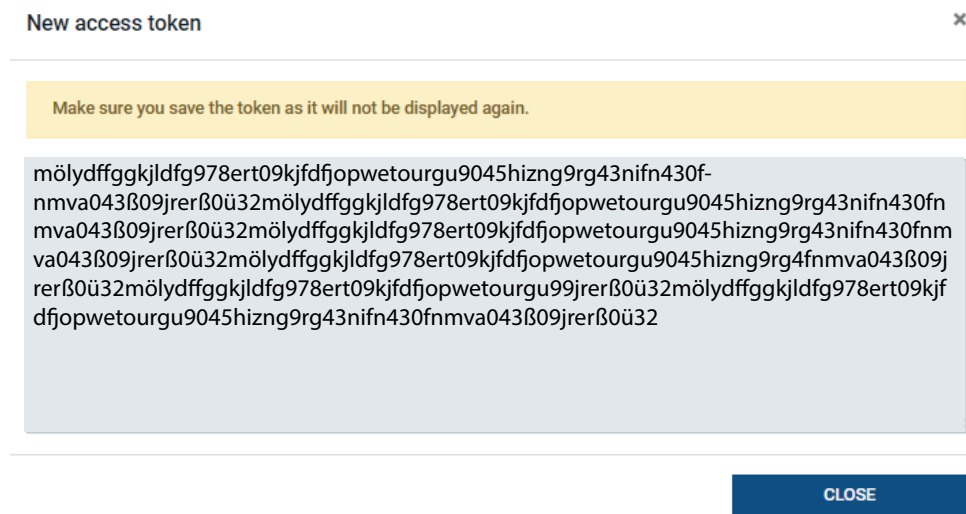 New access token
×
Make sure you save the token as it will not be displayed again.
mölydffggkjldfg978ert09kjfdfjopwetourgu9045hizng9rg43nifn430f-
nmva043ß09jrerß0ü32mölydffggkjldfg978ert09kjfdfjopwetourgu9045hizng9rg43nifn430fn
mva043ß09jrerß0ü32mölydffggkjldfg978ert09kjfdfjopwetourgu9045hizng9rg43nifn430fnm
va043ß09jrerß0ü32mölydffggkjldfg978ert09kjfdfjopwetourgu9045hizng9rg4fnmva043ß09j
rerß0ü32mölydffggkjldfg978ert09kjfdfjopwetourgu99jrerß0ü32mölydffggkjldfg978ert09kjf
dfjopwetourgu9045hizng9rg43nifn430fnmva043ß09jrerß0ü32
CLOSE